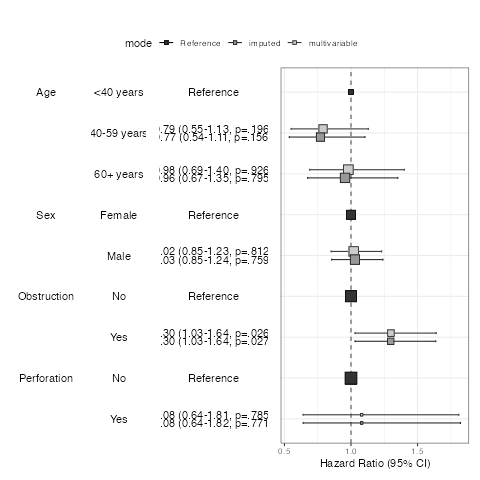 mode Reference imputed multivariable
Age <40 years Reference
.79 (0.55-1.13, p=.196
40-59 years
.77 (0.54-1.11, p=.156
.98 (0.69-1.40, p=.926
60+ years
.96 (0.67-1.35, p=.795
Sex Female Reference
.02 (0.85-1.23, p=.812
Male
.03 (0.85-1.24, p=.759
Obstruction No Reference
.30 (1.03-1.64, p=.026
Yes
.30 (1.03-1.64, p=.027
Perforation No Reference
.08 (0.64-1.81, p=.785
Yes
.08 (0.64-1.82, p=.771
0.5 1.0 1.5
Hazard Ratio (95% CI)